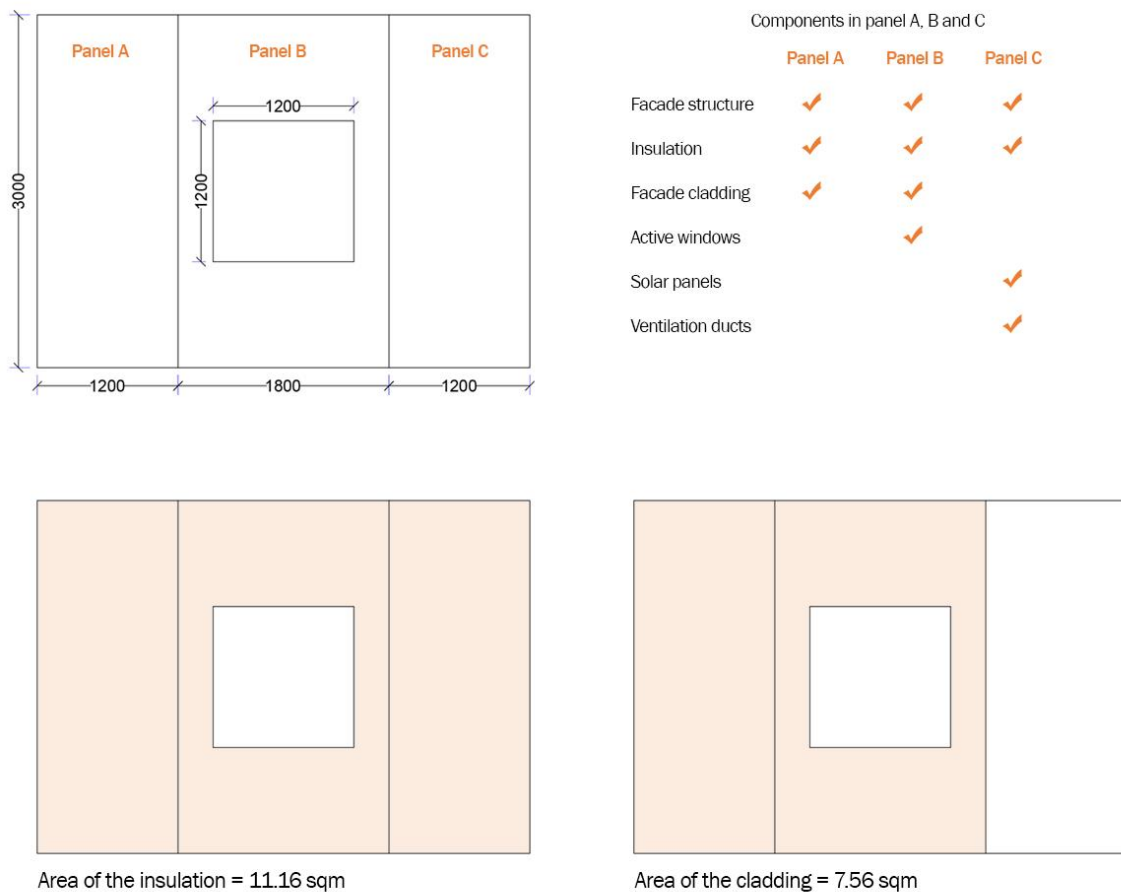 Panel A Panel B Panel C
1200
1200
3000
1200 1800 1200
Components in panel A, B and C
Panel A Panel B Panel C
Facade structure
Insulation
Facade cladding
Active windows
Solar panels
Ventilation ducts
Area of the insulation = 11.16 sqm
Area of the cladding = 7.56 sqm